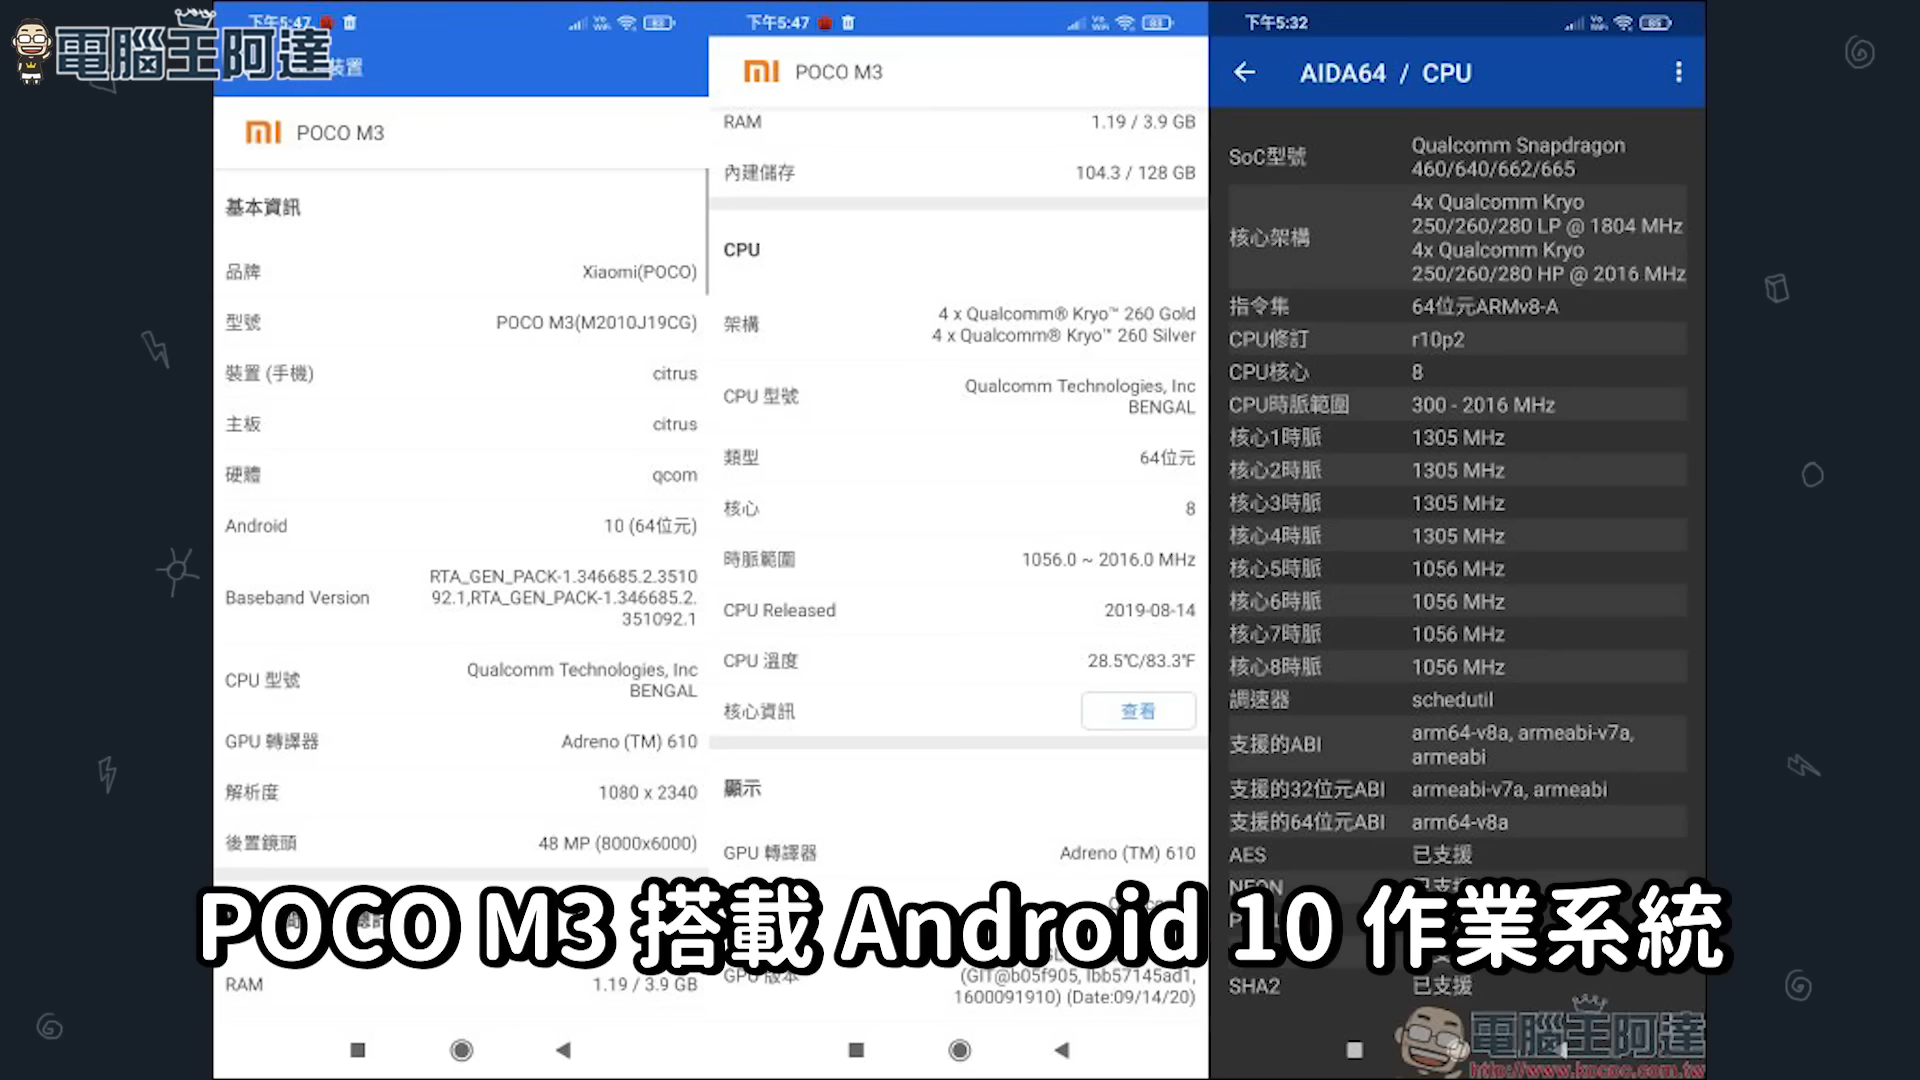 電腦王阿達
下午5:47
裝置
POCO M3
基本資訊
品牌 Xiaomi(POCO)
型號 POCO M3(M2010J19CG)
裝置 (手機) citrus
主板 citrus
硬體 qcom
Android 10 (64位元)
Baseband Version RTA_GEN_PACK-1.346685.2.3510
92.1,RTA_GEN_PACK-1.346685.2.
351092.1
CPU 型號 Qualcomm Technologies, Inc
BENGAL
GPU 轉譯器 Adreno (TM) 610
解析度 1080 x 2340
後置鏡頭 48 MP (8000x6000)
RAM 1.19 / 3.9 GB
下午5:47
POCO M3
RAM 1.19 / 3.9 GB
內建儲存 104.3 / 128 GB
CPU
架構 4 x Qualcomm® Kryo™ 260 Gold
4 x Qualcomm® Kryo™ 260 Silver
CPU 型號 Qualcomm Technologies, Inc
BENGAL
類型 64位元
核心 8
時脈範圍 1056.0 ~ 2016.0 MHz
CPU Released 2019-08-14
CPU 溫度 28.5℃/83.3℉
核心資訊 查看
顯示
GPU 轉譯器 Adreno (TM) 610
GPU 版本
(GIT@b05f905, Ibb57145ad1,
1600091910) (Date:09/14/20)
下午5:32
AIDA64 / CPU
SoC型號 Qualcomm Snapdragon
460/640/662/665
核心架構 4x Qualcomm Kryo
250/260/280 LP @ 1804 MHz
4x Qualcomm Kryo
250/260/280 HP @ 2016 MHz
指令集 64位元ARMv8-A
CPU修訂 r10p2
CPU核心 8
CPU時脈範圍 300 - 2016 MHz
核心1時脈 1305 MHz
核心2時脈 1305 MHz
核心3時脈 1305 MHz
核心4時脈 1305 MHz
核心5時脈 1056 MHz
核心6時脈 1056 MHz
核心7時脈 1056 MHz
核心8時脈 1056 MHz
調速器 schedutil
支援的ABI arm64-v8a, armeabi-v7a,
armeabi
支援的32位元ABI armeabi-v7a, armeabi
支援的64位元ABI arm64-v8a
AES 已支援
NEON 已支援
SHA2 已支援
POCO M3 搭載 Android 10 作業系統
電腦王阿達
http://www.kocpc.com.tw